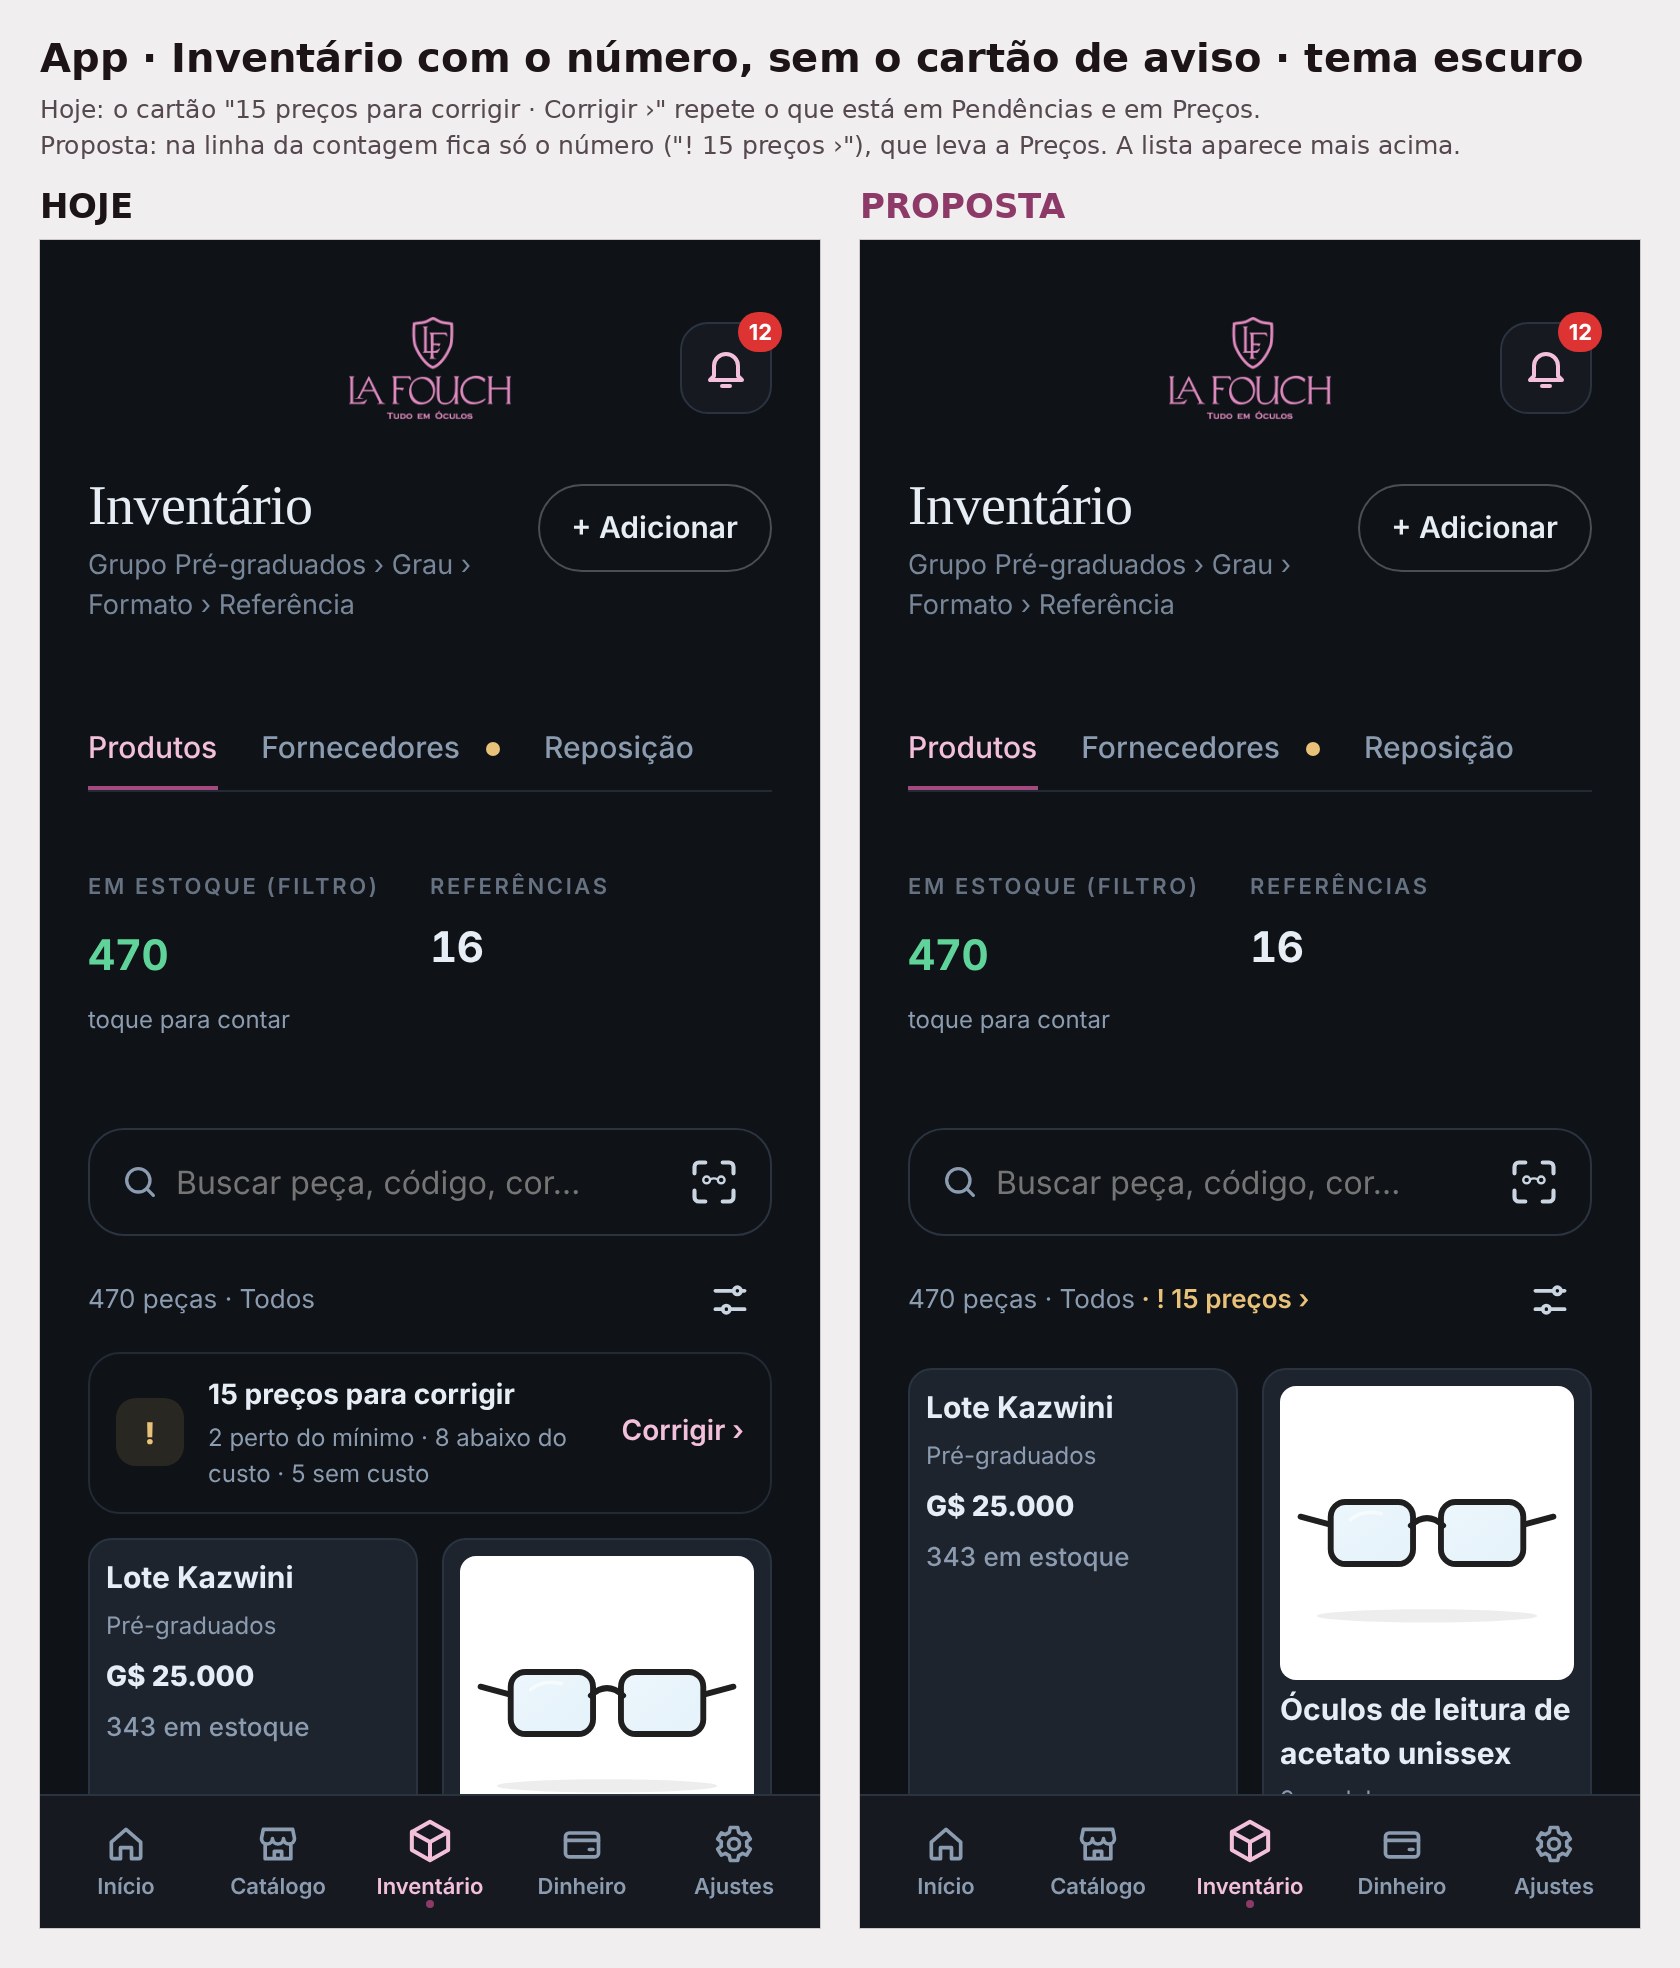 App · Inventário com o número, sem o cartão de aviso · tema escuro
Hoje: o cartão "15 preços para corrigir · Corrigir ›" repete o que está em Pendências e em Preços.
Proposta: na linha da contagem fica só o número ("! 15 preços ›"), que leva a Preços. A lista aparece mais acima.
HOJE
LF
LA FOUCH
TUDO EM ÓCULOS
12
Inventário
+ Adicionar
Grupo Pré-graduados › Grau ›
Formato › Referência
Produtos Fornecedores Reposição
EM ESTOQUE (FILTRO) REFERÊNCIAS
470 16
toque para contar
Buscar peça, código, cor...
470 peças · Todos
!
15 preços para corrigir
2 perto do mínimo · 8 abaixo do
custo · 5 sem custo
Corrigir ›
Lote Kazwini
Pré-graduados
G$ 25.000
343 em estoque
Início Catálogo Inventário Dinheiro Ajustes
PROPOSTA
LF
LA FOUCH
TUDO EM ÓCULOS
12
Inventário
+ Adicionar
Grupo Pré-graduados › Grau ›
Formato › Referência
Produtos Fornecedores Reposição
EM ESTOQUE (FILTRO) REFERÊNCIAS
470 16
toque para contar
Buscar peça, código, cor...
470 peças · Todos · ! 15 preços ›
Lote Kazwini
Pré-graduados
G$ 25.000
343 em estoque
Óculos de leitura de
acetato unissex
Início Catálogo Inventário Dinheiro Ajustes